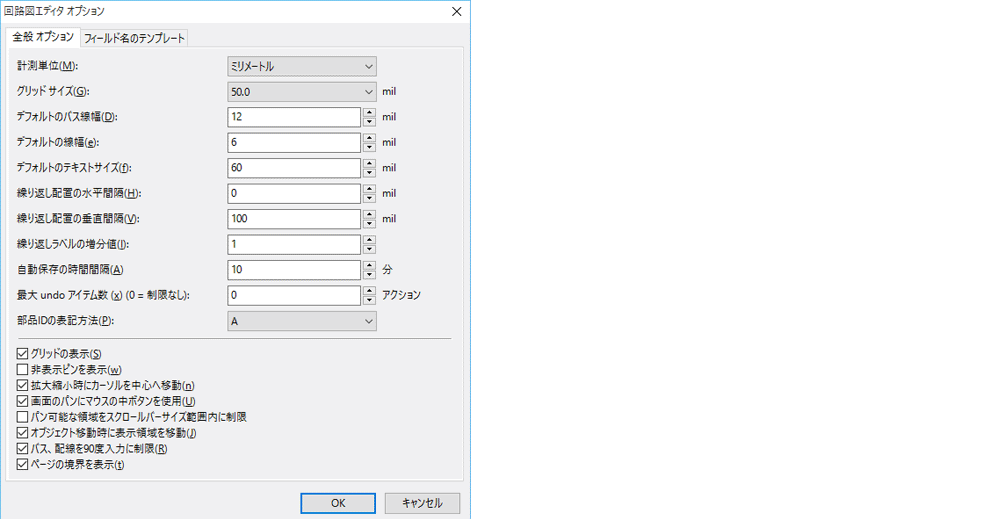 回路図エディタ オプション
全般 オプション
フィールド名のテンプレート
計測単位(M):
ミリメートル
グリッド サイズ(G):
50.0
mil
デフォルトのバス線幅(D):
12
mil
デフォルトの線幅(e):
6
mil
デフォルトのテキストサイズ(f):
60
mil
繰り返し配置の水平間隔(H):
0
mil
繰り返し配置の垂直間隔(V):
100
mil
繰り返しラベルの増分値(I):
1
自動保存の時間間隔(A)
10
分
最大 undo アイテム数 (x) (0 = 制限なし):
0
アクション
部品IDの表記方法(P):
A
グリッドの表示(S)
非表示ピンを表示(w)
拡大縮小時にカーソルを中心へ移動(n)
画面のパンにマウスの中ボタンを使用(U)
パン可能な領域をスクロールバーサイズ範囲内に制限
オブジェクト移動時に表示領域を移動(J)
バス、配線を90度入力に制限(R)
ページの境界を表示(t)
OK
キャンセル